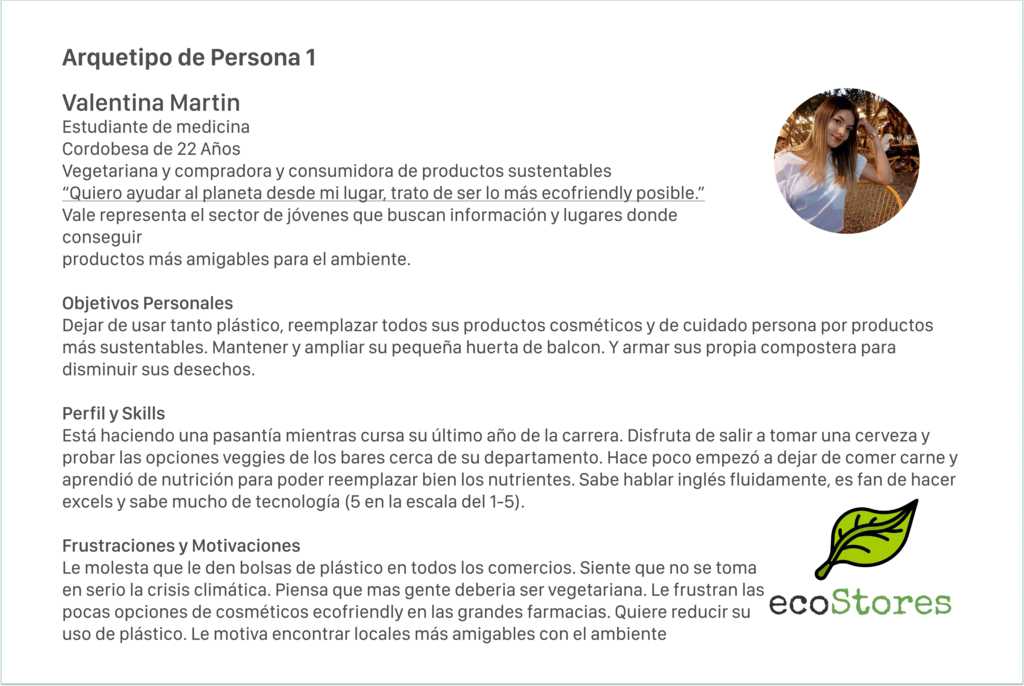 Arquetipo de Persona 1
Valentina Martin
Estudiante de medicina
Cordobesa de 22 Años
Vegetariana y compradora y consumidora de productos sustentables
“Quiero ayudar al planeta desde mi lugar, trato de ser lo más ecofriendly posible.”
Vale representa el sector de jóvenes que buscan información y lugares donde
conseguir
productos más amigables para el ambiente.
Objetivos Personales
Dejar de usar tanto plástico, reemplazar todos sus productos cosméticos y de cuidado persona por productos
más sustentables. Mantener y ampliar su pequeña huerta de balcon. Y armar sus propia compostera para
disminuir sus desechos.
Perfil y Skills
Está haciendo una pasantía mientras cursa su último año de la carrera. Disfruta de salir a tomar una cerveza y
probar las opciones veggies de los bares cerca de su departamento. Hace poco empezó a dejar de comer carne y
aprendió de nutrición para poder reemplazar bien los nutrientes. Sabe hablar inglés fluidamente, es fan de hacer
excels y sabe mucho de tecnología (5 en la escala del 1-5).
Frustraciones y Motivaciones
Le molesta que le den bolsas de plástico en todos los comercios. Siente que no se toma
en serio la crisis climática. Piensa que mas gente deberia ser vegetariana. Le frustran las
pocas opciones de cosméticos ecofriendly en las grandes farmacias. Quiere reducir su
uso de plástico. Le motiva encontrar locales más amigables con el ambiente
ecoStores